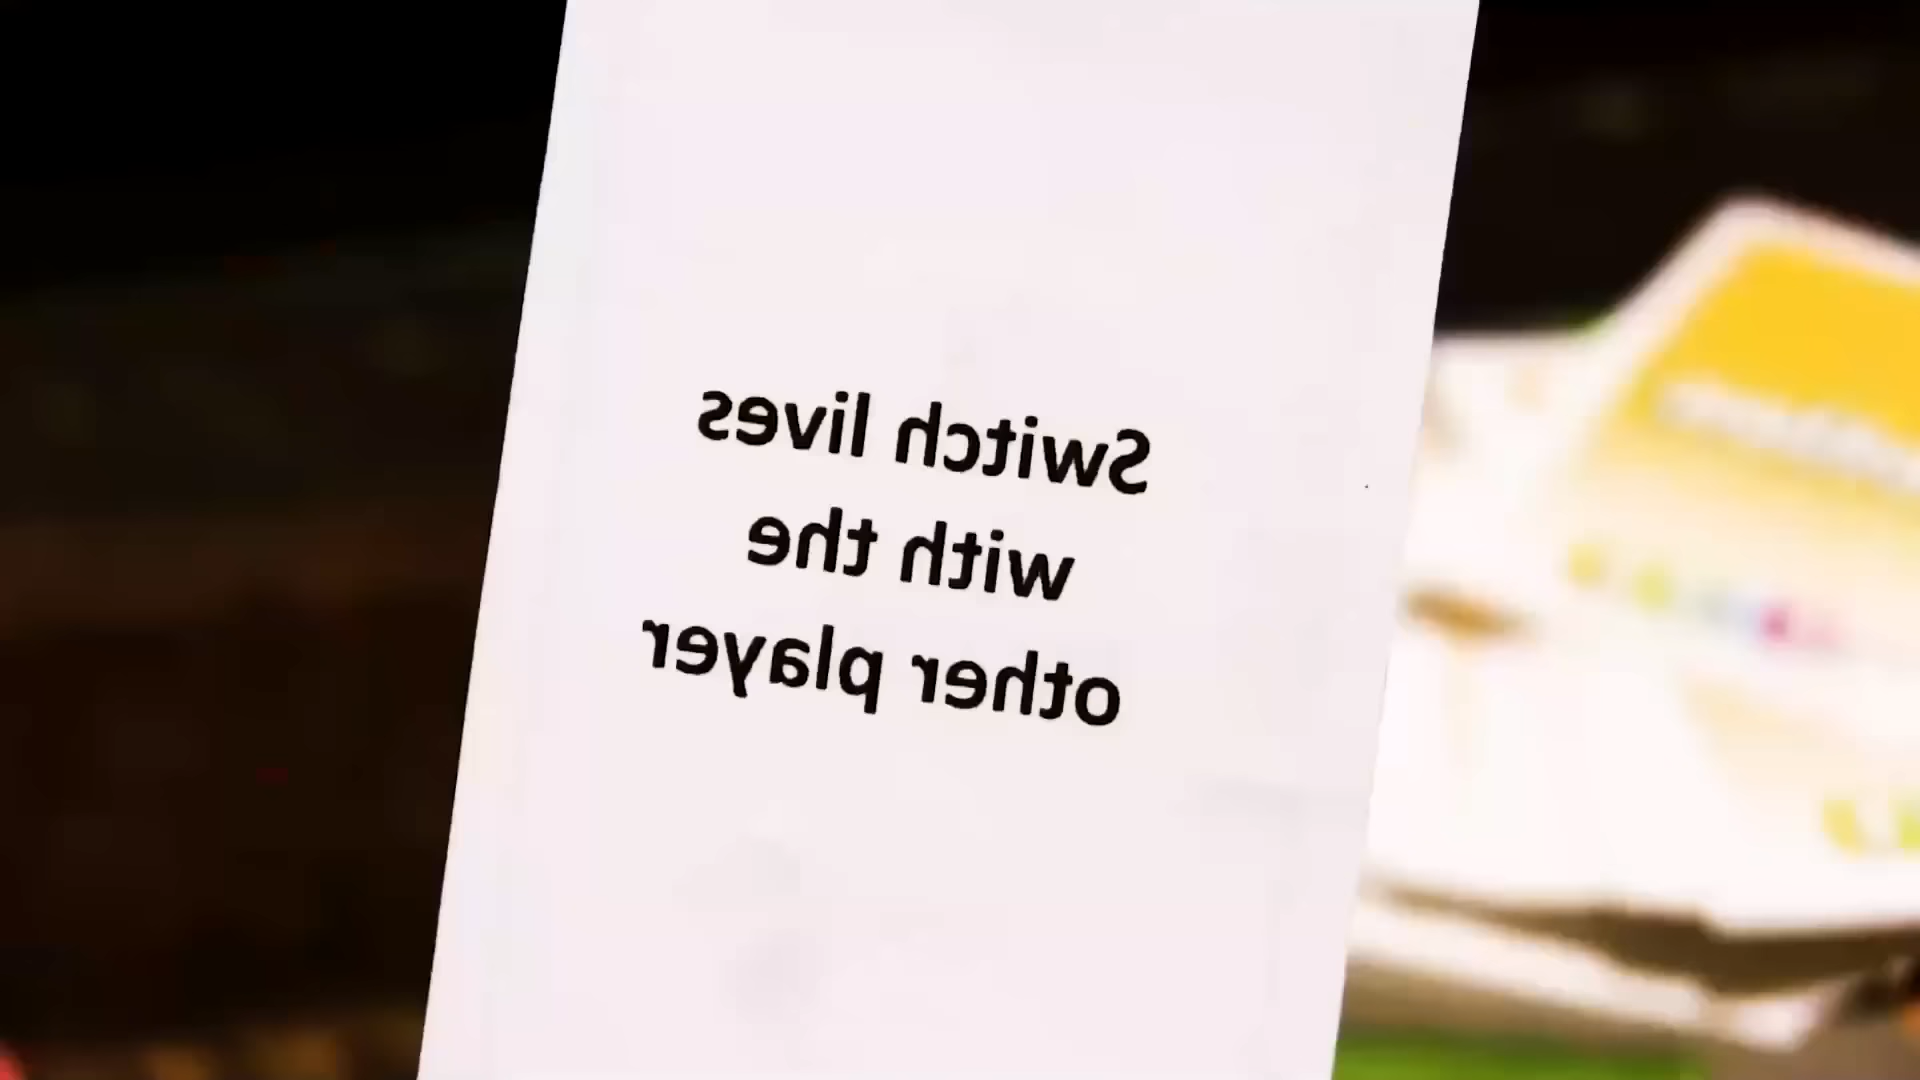 Switch lives
with the
other player